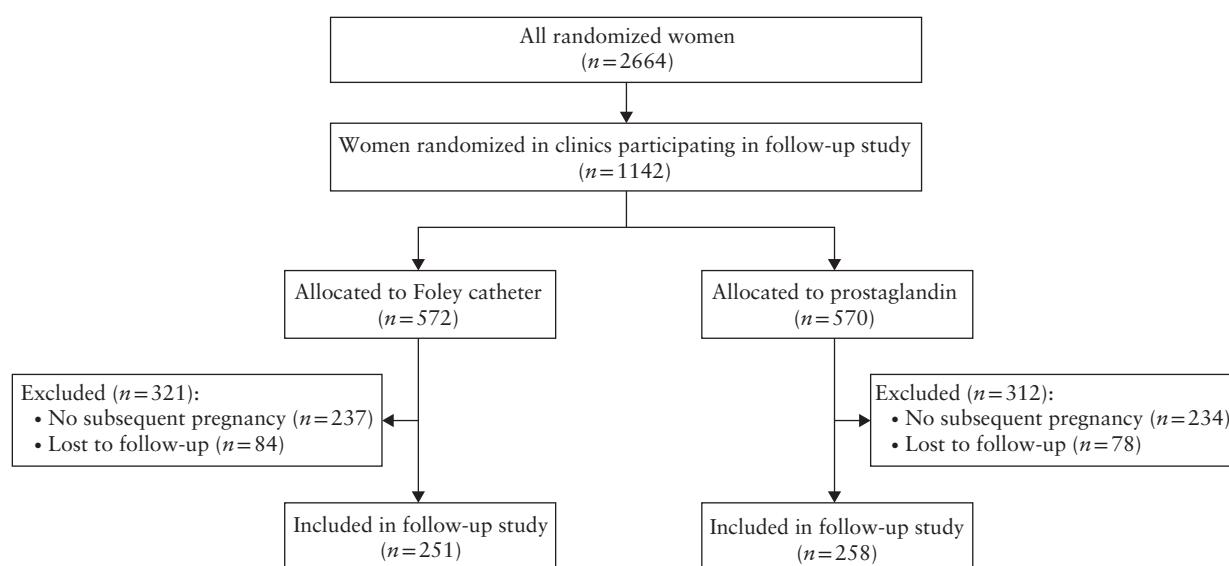 All randomized women
(n=2664)
Women randomized in clinics participating in follow-up study
(n=1142)
Allocated to Foley catheter
(n=572)
Allocated to prostaglandin
(n=570)
Excluded (n=321):
• No subsequent pregnancy (n=237)
• Lost to follow-up (n=84)
Excluded (n=312):
• No subsequent pregnancy (n=234)
• Lost to follow-up (n=78)
Included in follow-up study
(n=251)
Included in follow-up study
(n=258)